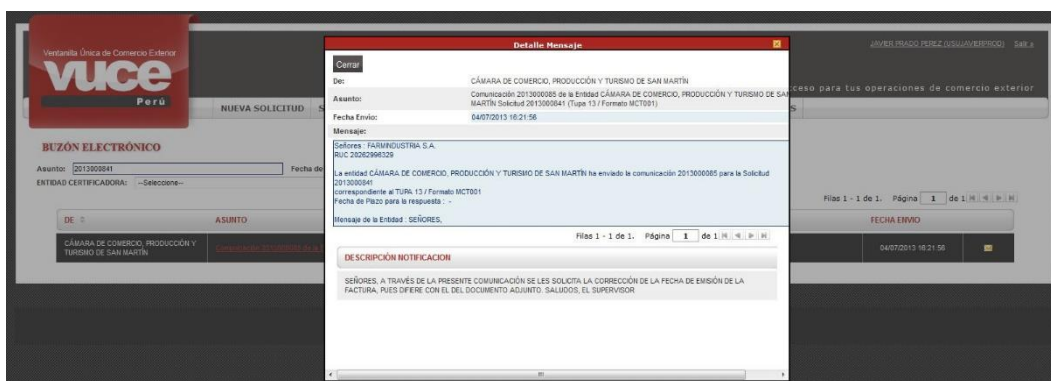 Ventanilla Única de Comercio Exterior
vuce
Perú
JAVIER PRADO PEREZ (USUJAVIERPROD) Salir »
ceso para tus operaciones de comercio exterior
NUEVA SOLICITUD S
S
BUZÓN ELECTRÓNICO
Asunto: 2013000841 Fecha de
ENTIDAD CERTIFICADORA: --Seleccione--
Filas 1 - 1 de 1. Página 1 de 1
DE ASUNTO FECHA ENVIO
CÁMARA DE COMERCIO, PRODUCCIÓN Y
TURISMO DE SAN MARTÍN
Comunicación 2013000085 de la E
04/07/2013 16:21:56
Detalle Mensaje
Cerrar
De: CÁMARA DE COMERCIO, PRODUCCIÓN Y TURISMO DE SAN MARTÍN
Asunto: Comunicación 2013000085 de la Entidad CÁMARA DE COMERCIO, PRODUCCIÓN Y TURISMO DE SAN
MARTÍN Solicitud 2013000841 (Tupa 13 / Formato MCT001)
Fecha Envio: 04/07/2013 16:21:56
Mensaje:
Señores : FARMINDUSTRIA S.A.
RUC 20262996329
La entidad CÁMARA DE COMERCIO, PRODUCCIÓN Y TURISMO DE SAN MARTÍN ha enviado la comunicación 2013000085 para la Solicitud
2013000841
correspondiente al TUPA 13 / Formato MCT001
Fecha de Plazo para la respuesta : -
Mensaje de la Entidad : SEÑORES,
Filas 1 - 1 de 1. Página 1 de 1
DESCRIPCIÓN NOTIFICACION
SEÑORES, A TRAVÉS DE LA PRESENTE COMUNICACIÓN SE LES SOLICITA LA CORRECCIÓN DE LA FECHA DE EMISIÓN DE LA
FACTURA, PUES DIFIERE CON EL DEL DOCUMENTO ADJUNTO. SALUDOS, EL SUPERVISOR